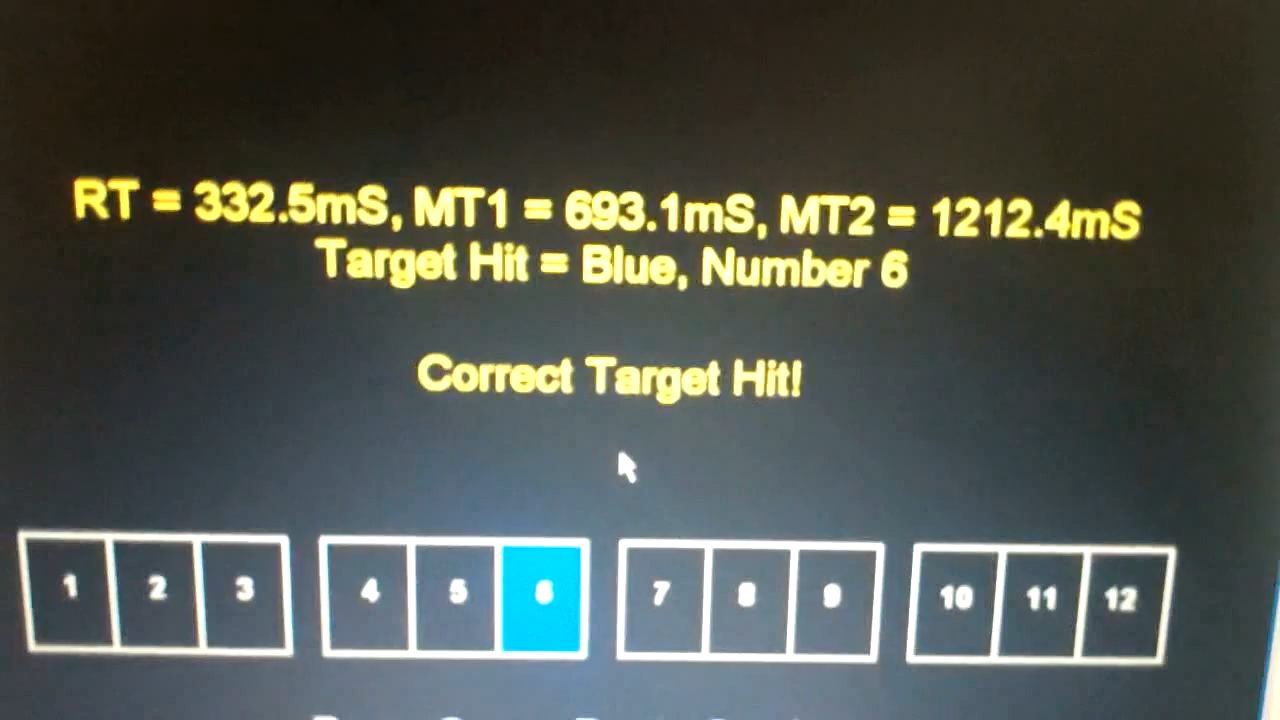 RT = 332.5mS, MT1 = 693.1mS, MT2 = 1212.4mS
Target Hit = Blue, Number 6
Correct Target Hit!
1 2 3 4 5 6 7 8 9 10 11 12